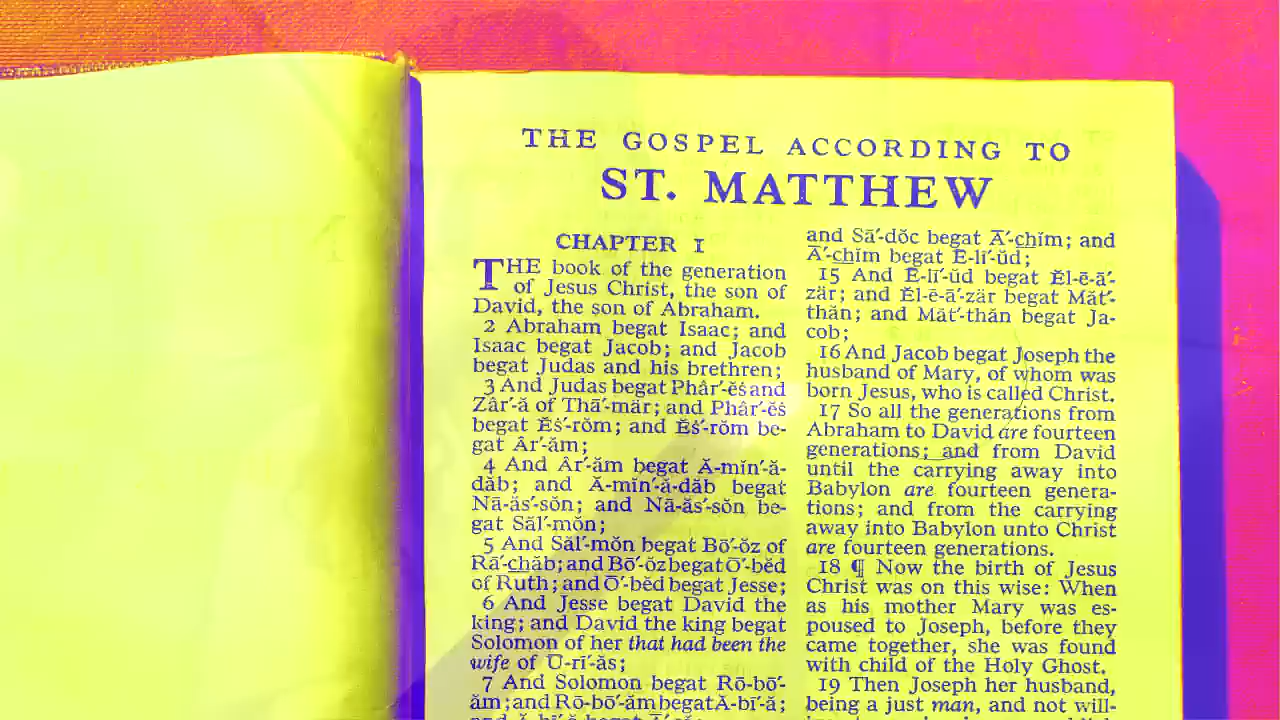 THE GOSPEL ACCORDING TO
ST. MATTHEW
CHAPTER I
THE book of the generation
of Jesus Christ, the son of
David, the son of Abraham.
2 Abraham begat Isaac; and
Isaac begat Jacob; and Jacob
begat Judas and his brethren;
3 And Judas begat Phâr′-ĕṡ and
Zâr′-ă of Thā′-mär; and Phâr′-ĕṡ
begat Ĕṡ′-rŏm; and Ĕṡ′-rŏm be-
gat Âr′-ăm;
4 And Âr′-ăm begat Ă-mĭn′-ă-
dăb; and Ă-mĭn′-ă-dăb begat
Nā-ăs′-sŏn; and Nā-ăs′-sŏn be-
gat Săl′-mŏn;
5 And Săl′-mŏn begat Bō′-ŏz of
Rā′-chăb; and Bō′-ŏz begat Ō′-bĕd
of Ruth; and Ō′-bĕd begat Jesse;
6 And Jesse begat David the
king; and David the king begat
Solomon of her that had been the
wife of Ū-rī′-ăs;
7 And Solomon begat Rō-bō′-
ăm; and Rō-bō′-ăm begat Ă-bī′-ă;
and Sā′-dŏc begat Ā′-chĭm; and
Ā′-chĭm begat Ē-lī′-ŭd;
15 And Ē-lī′-ŭd begat Ĕl-ē-ā′-
zär; and Ĕl-ē-ā′-zär begat Măt′-
thăn; and Măt′-thăn begat Ja-
cob;
16 And Jacob begat Joseph the
husband of Mary, of whom was
born Jesus, who is called Christ.
17 So all the generations from
Abraham to David are fourteen
generations; and from David
until the carrying away into
Babylon are fourteen genera-
tions; and from the carrying
away into Babylon unto Christ
are fourteen generations.
18 ¶ Now the birth of Jesus
Christ was on this wise: When
as his mother Mary was es-
poused to Joseph, before they
came together, she was found
with child of the Holy Ghost.
19 Then Joseph her husband,
being a just man, and not will-